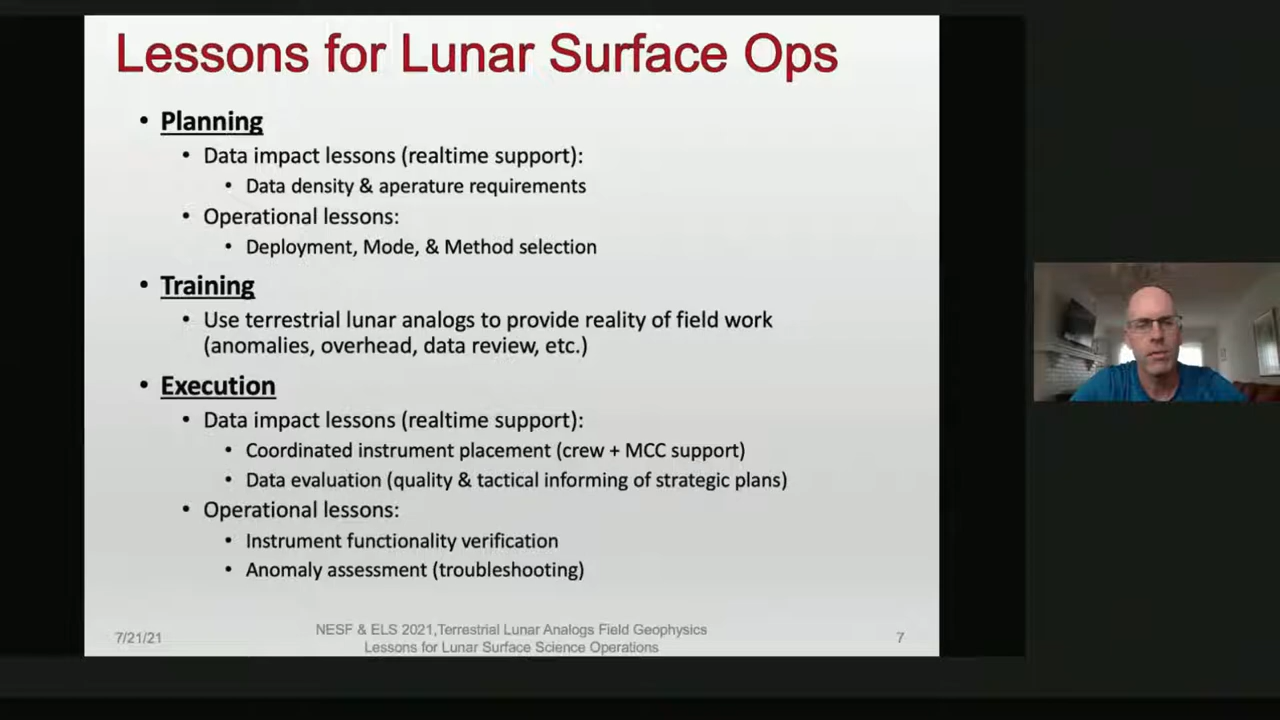 Lessons for Lunar Surface Ops
• Planning
• Data impact lessons (realtime support):
• Data density & aperature requirements
• Operational lessons:
• Deployment, Mode, & Method selection
• Training
• Use terrestrial lunar analogs to provide reality of field work
(anomalies, overhead, data review, etc.)
• Execution
• Data impact lessons (realtime support):
• Coordinated instrument placement (crew + MCC support)
• Data evaluation (quality & tactical informing of strategic plans)
• Operational lessons:
• Instrument functionality verification
• Anomaly assessment (troubleshooting)
7/21/21
NESF & ELS 2021,Terrestrial Lunar Analogs Field Geophysics
Lessons for Lunar Surface Science Operations
7